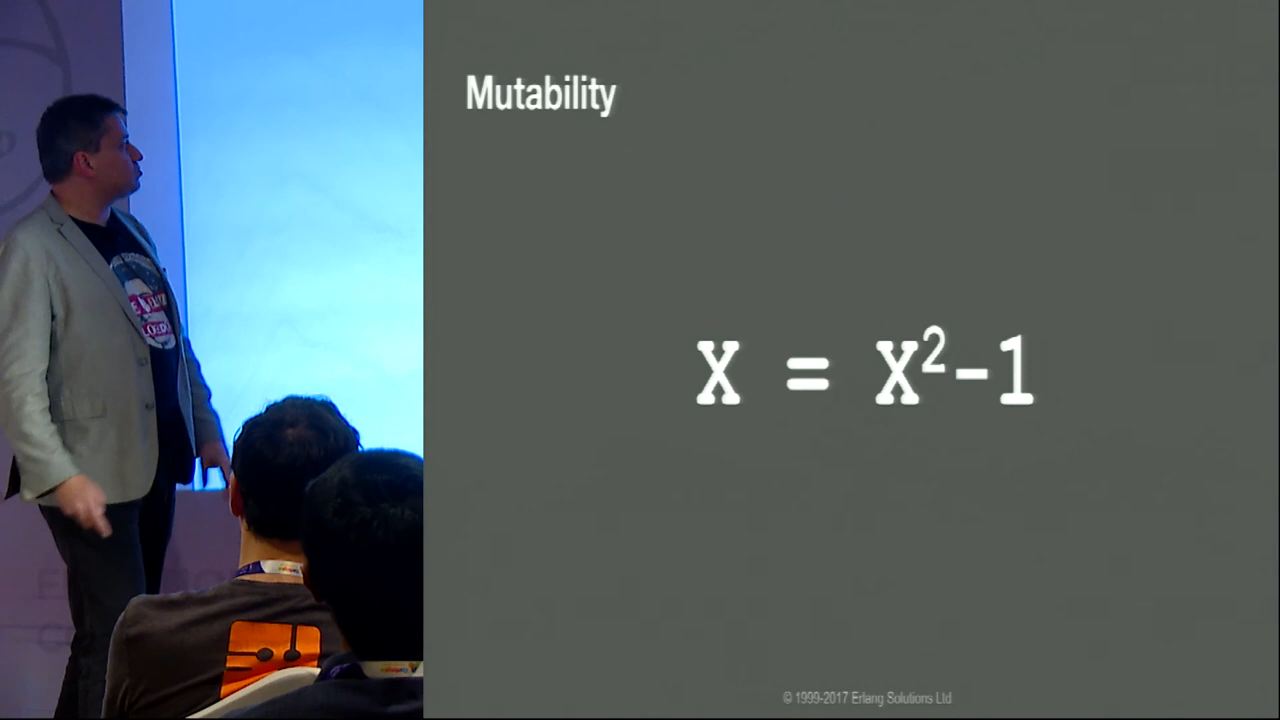 Mutability
X = X²-1
© 1999-2017 Erlang Solutions Ltd